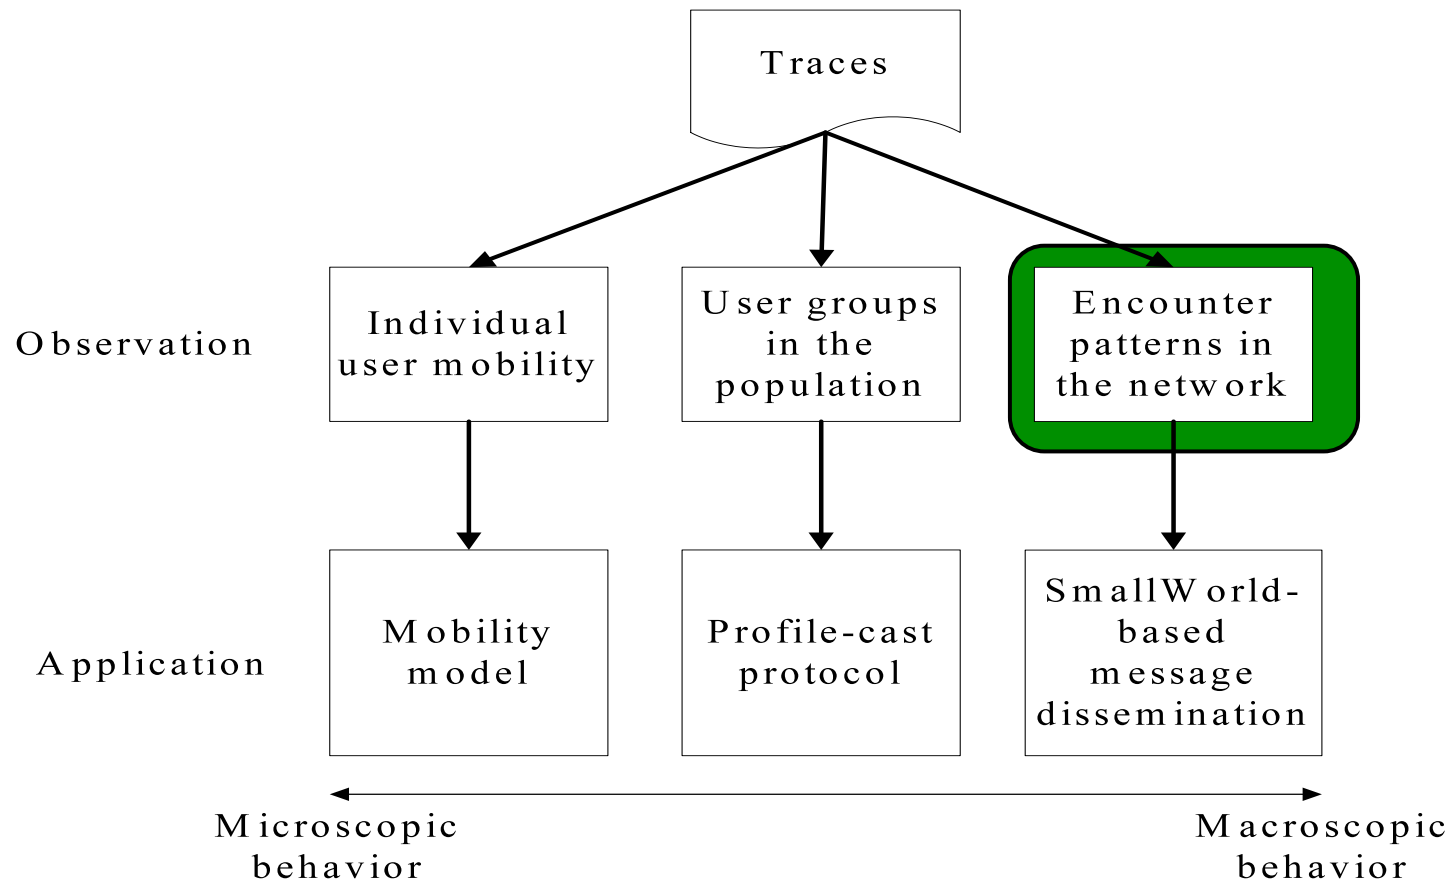 Traces
Observation
Individual
user mobility
User groups
in the
population
Encounter
patterns in
the network
Application
Mobility
model
Profile-cast
protocol
SmallWorld-
based
message
dissemination
Microscopic
behavior
Macroscopic
behavior